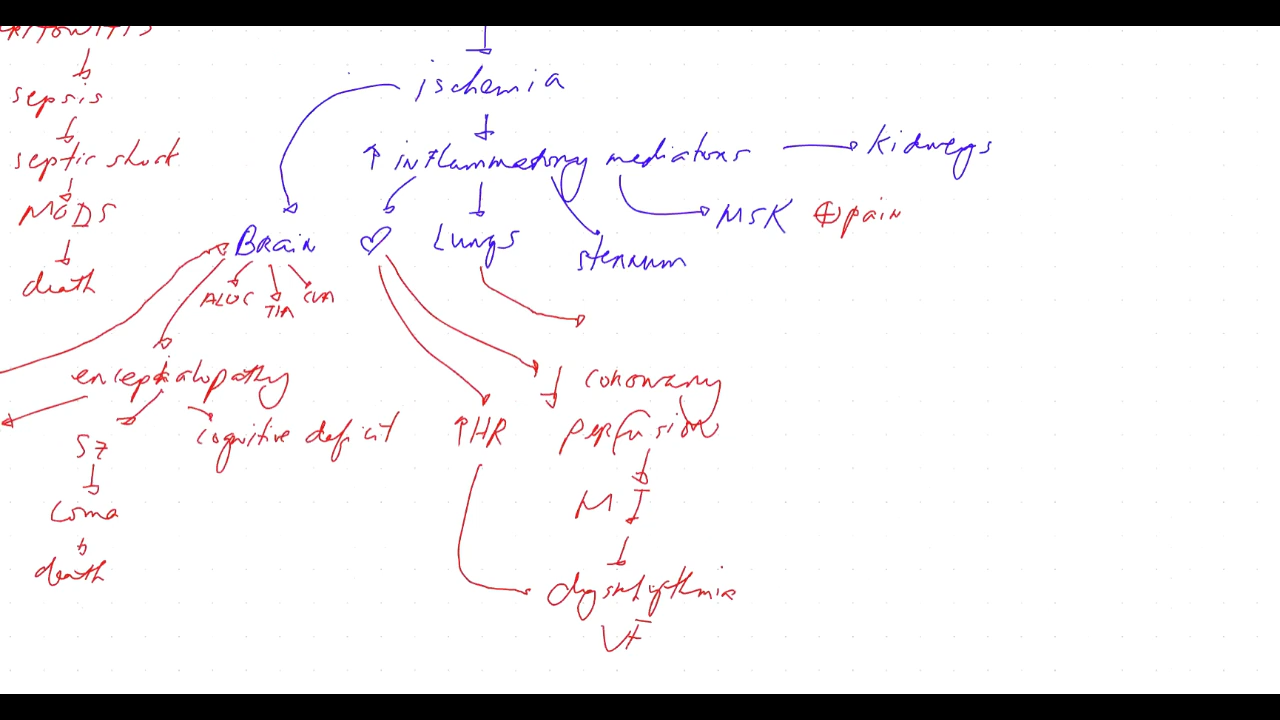 sepsis
septic shock
MODS
death
ischemia
↑ inflammatory mediators
kidneys
MSK ⊕ pain
Brain ♡ Lungs
sternum
ALOC TIA CVA
encephalopathy
Sz
coma
death
cognitive deficit
↑HR
↓ coronary
perfusion
MI
dysrhythmia
VF